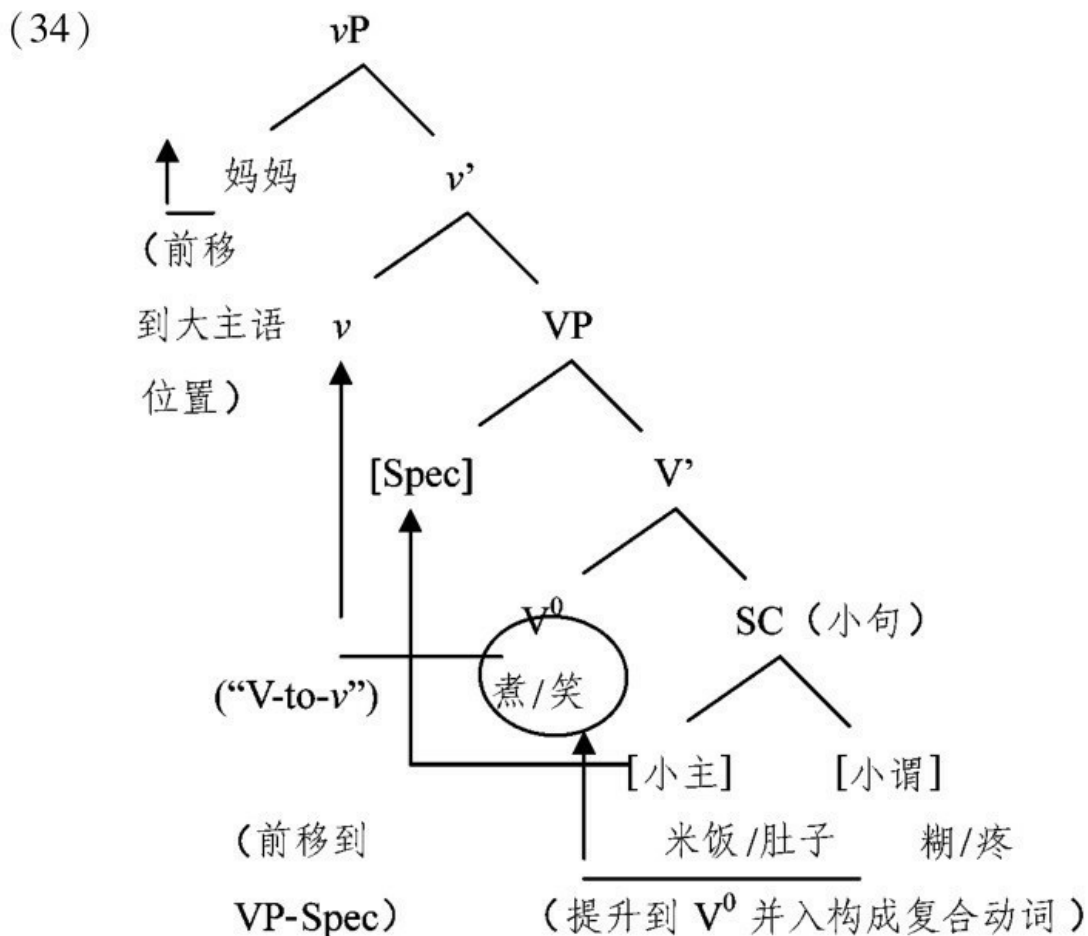 (34)
vP
妈妈 v’
(前移
到大主语 v VP
位置)
[Spec] V’
V⁰ SC(小句)
(“V-to-v”) 煮/笑
[小主] [小谓]
(前移到 米饭/肚子 糊/疼
VP-Spec) (提升到 V⁰ 并入构成复合动词)